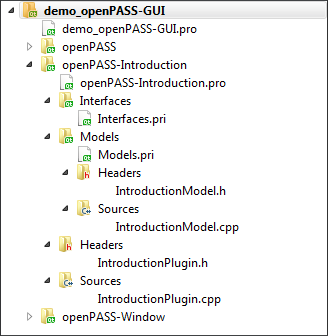 demo_openPASS-GUI
demo_openPASS-GUI.pro
openPASS
openPASS-Introduction
openPASS-Introduction.pro
Interfaces
Interfaces.pri
Models
Models.pri
Headers
IntroductionModel.h
Sources
IntroductionModel.cpp
Headers
IntroductionPlugin.h
Sources
IntroductionPlugin.cpp
openPASS-Window